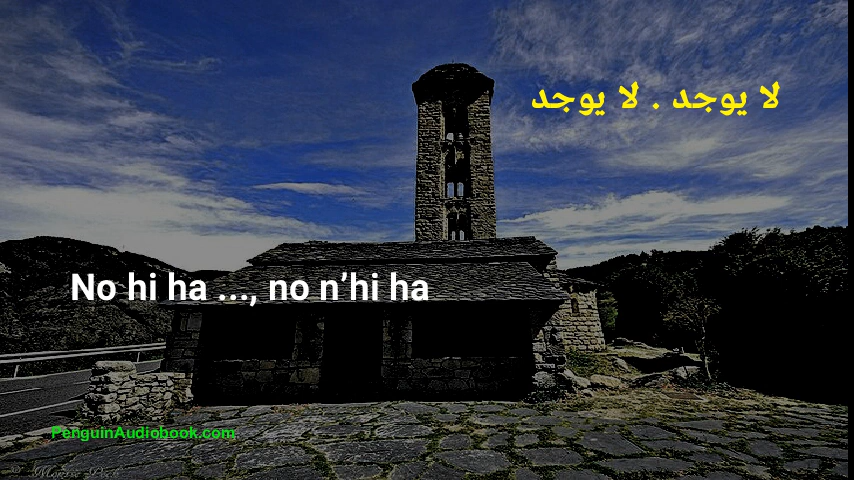 لا يوجد . لا يوجد
No hi ha ..., no n’hi ha
PenguinAudiobook.com